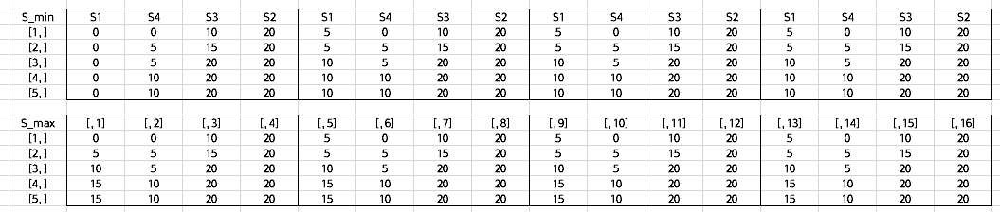 S_min S1 S4 S3 S2 S1 S4 S3 S2 S1 S4 S3 S2 S1 S4 S3 S2
[1,] 0 0 10 20 5 0 10 20 5 0 10 20 5 0 10 20
[2,] 0 5 15 20 5 5 15 20 5 5 15 20 5 5 15 20
[3,] 0 5 20 20 10 5 20 20 10 5 20 20 10 5 20 20
[4,] 0 10 20 20 10 10 20 20 10 10 20 20 10 10 20 20
[5,] 0 10 20 20 10 10 20 20 10 10 20 20 10 10 20 20
S_max [,1] [,2] [,3] [,4] [,5] [,6] [,7] [,8] [,9] [,10] [,11] [,12] [,13] [,14] [,15] [,16]
[1,] 0 0 10 20 5 0 10 20 5 0 10 20 5 0 10 20
[2,] 5 5 15 20 5 5 15 20 5 5 15 20 5 5 15 20
[3,] 10 5 20 20 10 5 20 20 10 5 20 20 10 5 20 20
[4,] 15 10 20 20 15 10 20 20 15 10 20 20 15 10 20 20
[5,] 15 10 20 20 15 10 20 20 15 10 20 20 15 10 20 20